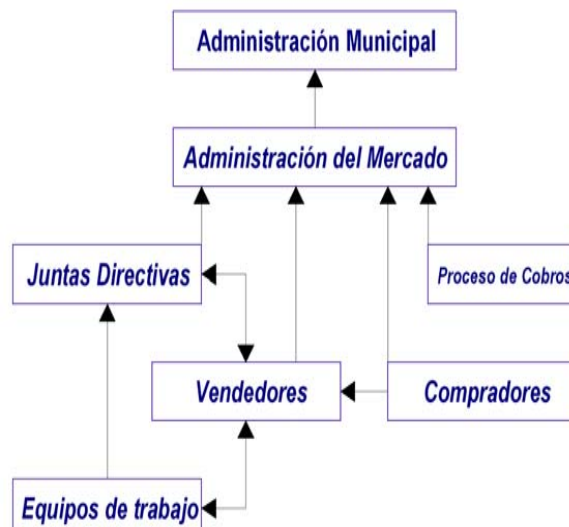 Administración Municipal
Administración del Mercado
Juntas Directivas
Proceso de Cobros
Vendedores
Compradores
Equipos de trabajo